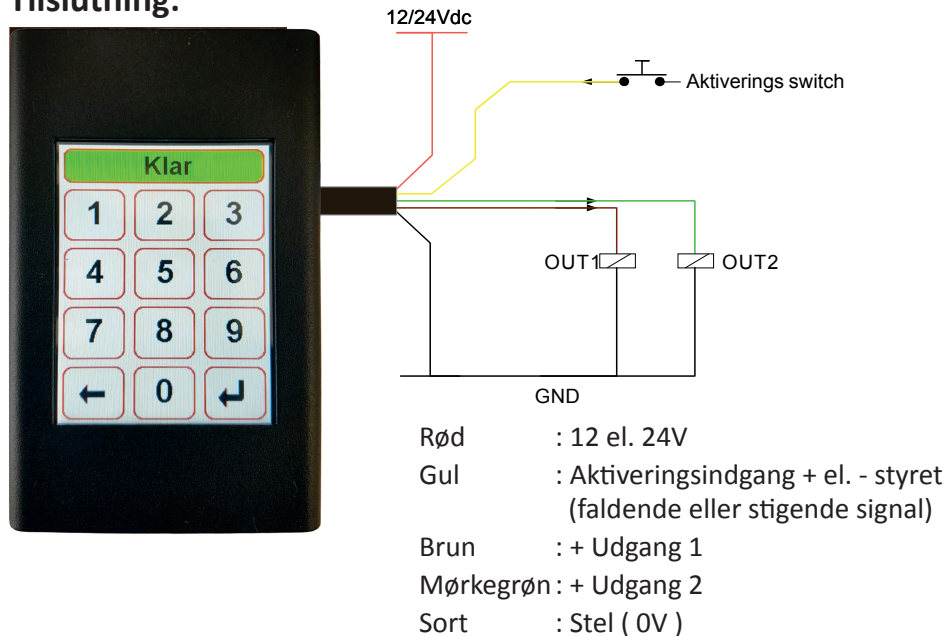 Tilslutning:
12/24Vdc
Aktiverings switch
Klar
1 2 3
4 5 6
7 8 9
← 0 ↵
OUT1 OUT2
GND
Rød : 12 el. 24V
Gul : Aktiveringsindgang + el. - styret
(faldende eller stigende signal)
Brun : + Udgang 1
Mørkegrøn : + Udgang 2
Sort : Stel ( 0V )